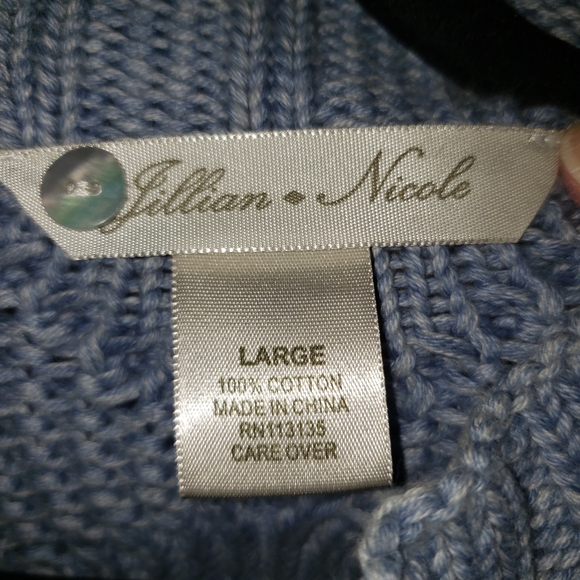 Jillian • Nicole
LARGE
100% COTTON
MADE IN CHINA
RN113135
CARE OVER